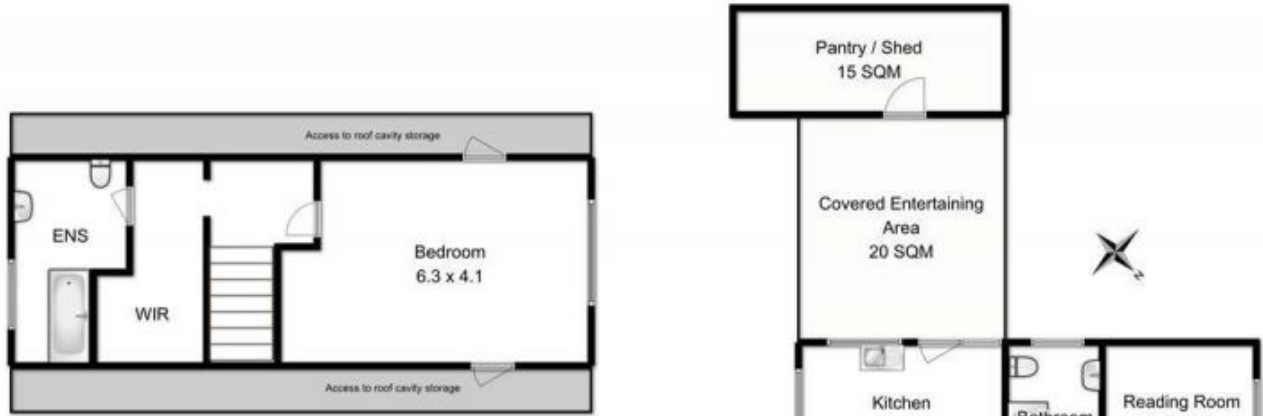 Access to roof cavity storage
ENS
WIR
Bedroom
6.3 x 4.1
Access to roof cavity storage
Pantry / Shed
15 SQM
Covered Entertaining
Area
20 SQM
N
Kitchen
Bathroom
Reading Room